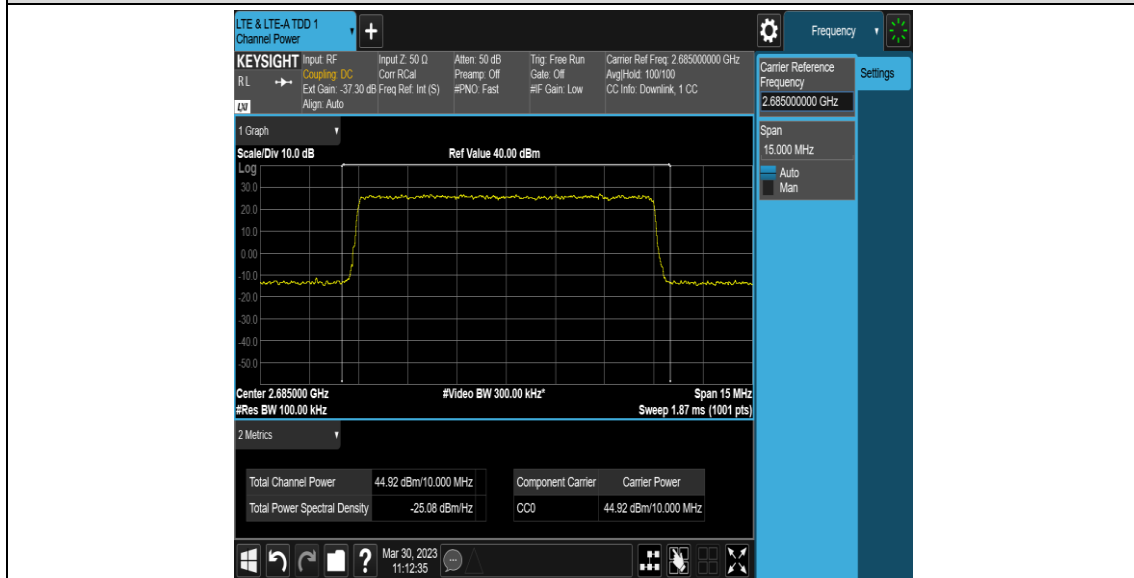 LTE & LTE-A TDD 1
Channel Power
Frequency
KEYSIGHT
RL
LXI
Input: RF
Coupling: DC
Ext Gain: -37.30 dB
Align: Auto
Input Z: 50 Ω
Corr RCal
Freq Ref: Int (S)
Atten: 50 dB
Preamp: Off
#PNO: Fast
Trig: Free Run
Gate: Off
#IF Gain: Low
Carrier Ref Freq: 2.685000000 GHz
Avg|Hold: 100/100
CC Info: Downlink, 1 CC
Carrier Reference
Frequency
2.685000000 GHz
Settings
Span
15.000 MHz
Auto
Man
1 Graph
Scale/Div 10.0 dB
Ref Value 40.00 dBm
Log
30.0
20.0
10.0
0.00
-10.0
-20.0
-30.0
-40.0
-50.0
Center 2.685000 GHz
#Video BW 300.00 kHz*
Span 15 MHz
#Res BW 100.00 kHz
Sweep 1.87 ms (1001 pts)
2 Metrics
Total Channel Power 44.92 dBm/10.000 MHz
Total Power Spectral Density -25.08 dBm/Hz
Component Carrier Carrier Power
CC0 44.92 dBm/10.000 MHz
?
Mar 30, 2023
11:12:35